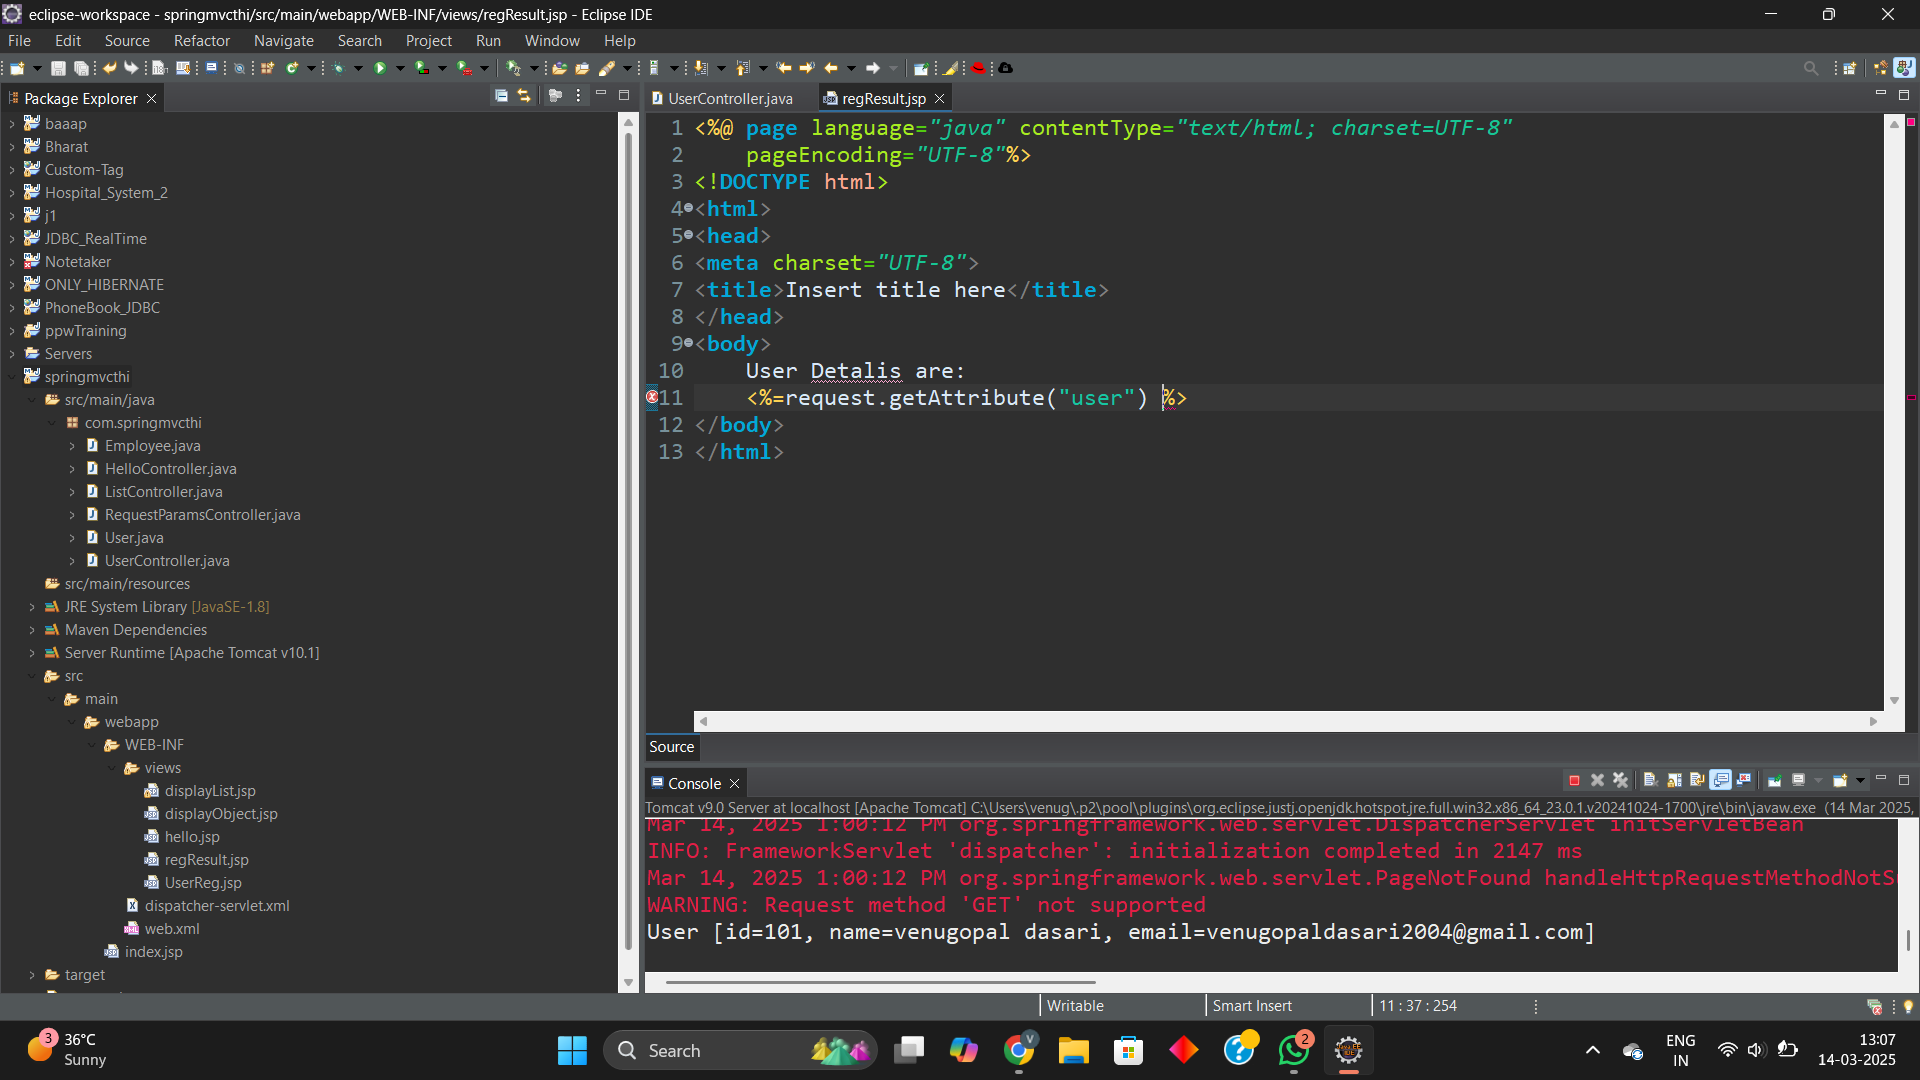 eclipse-workspace - springmvcthi/src/main/webapp/WEB-INF/views/regResult.jsp - Eclipse IDE
File Edit Source Refactor Navigate Search Project Run Window Help
Package Explorer
baaap
Bharat
Custom-Tag
Hospital_System_2
j1
JDBC_RealTime
Notetaker
ONLY_HIBERNATE
PhoneBook_JDBC
ppwTraining
Servers
springmvcthi
src/main/java
com.springmvcthi
Employee.java
HelloController.java
ListController.java
RequestParamsController.java
User.java
UserController.java
src/main/resources
JRE System Library [JavaSE-1.8]
Maven Dependencies
Server Runtime [Apache Tomcat v10.1]
src
main
webapp
WEB-INF
views
displayList.jsp
displayObject.jsp
hello.jsp
regResult.jsp
UserReg.jsp
dispatcher-servlet.xml
web.xml
index.jsp
target
UserController.java regResult.jsp
1 <%@ page language="java" contentType="text/html; charset=UTF-8"
2 pageEncoding="UTF-8"%>
3 <!DOCTYPE html>
4 <html>
5 <head>
6 <meta charset="UTF-8">
7 <title>Insert title here</title>
8 </head>
9 <body>
10 User Detalis are:
11 <%=request.getAttribute("user") %>
12 </body>
13 </html>
Source
Console
Tomcat v9.0 Server at localhost [Apache Tomcat] C:\Users\venug\.p2\pool\plugins\org.eclipse.justj.openjdk.hotspot.jre.full.win32.x86_64_23.0.1.v20241024-1700\jre\bin\javaw.exe (14 Mar 2025,
Mar 14, 2025 1:00:12 PM org.springframework.web.servlet.DispatcherServlet initServletBean
INFO: FrameworkServlet 'dispatcher': initialization completed in 2147 ms
Mar 14, 2025 1:00:12 PM org.springframework.web.servlet.PageNotFound handleHttpRequestMethodNotS
WARNING: Request method 'GET' not supported
User [id=101, name=venugopal dasari, email=venugopaldasari2004@gmail.com]
Writable Smart Insert 11 : 37 : 254
3 36°C
Sunny
Search
V
2
ENG
IN
13:07
14-03-2025